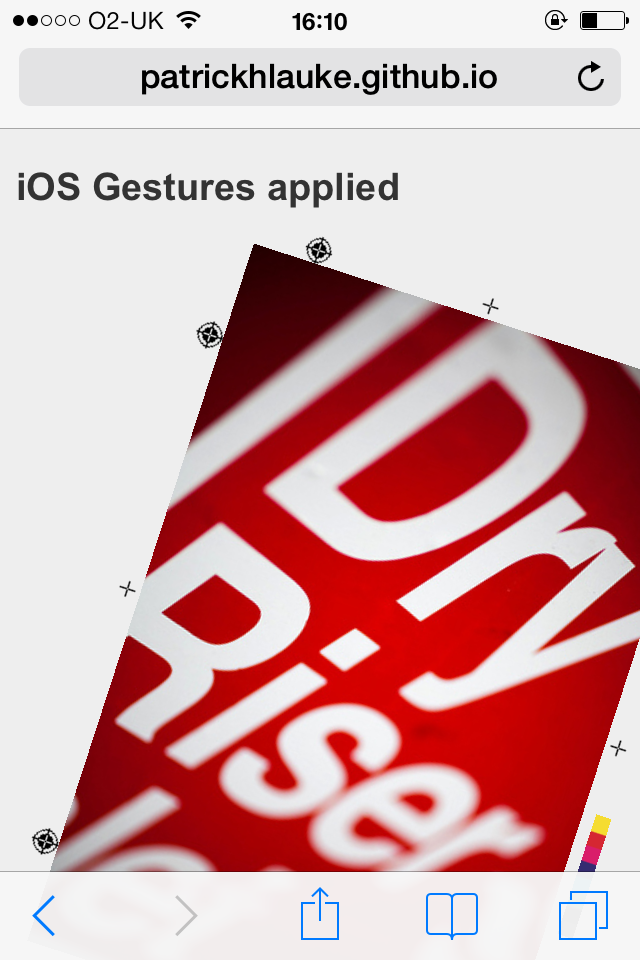 O2-UK 16:10
patrickhlauke.github.io
iOS Gestures applied
Dry
Riser